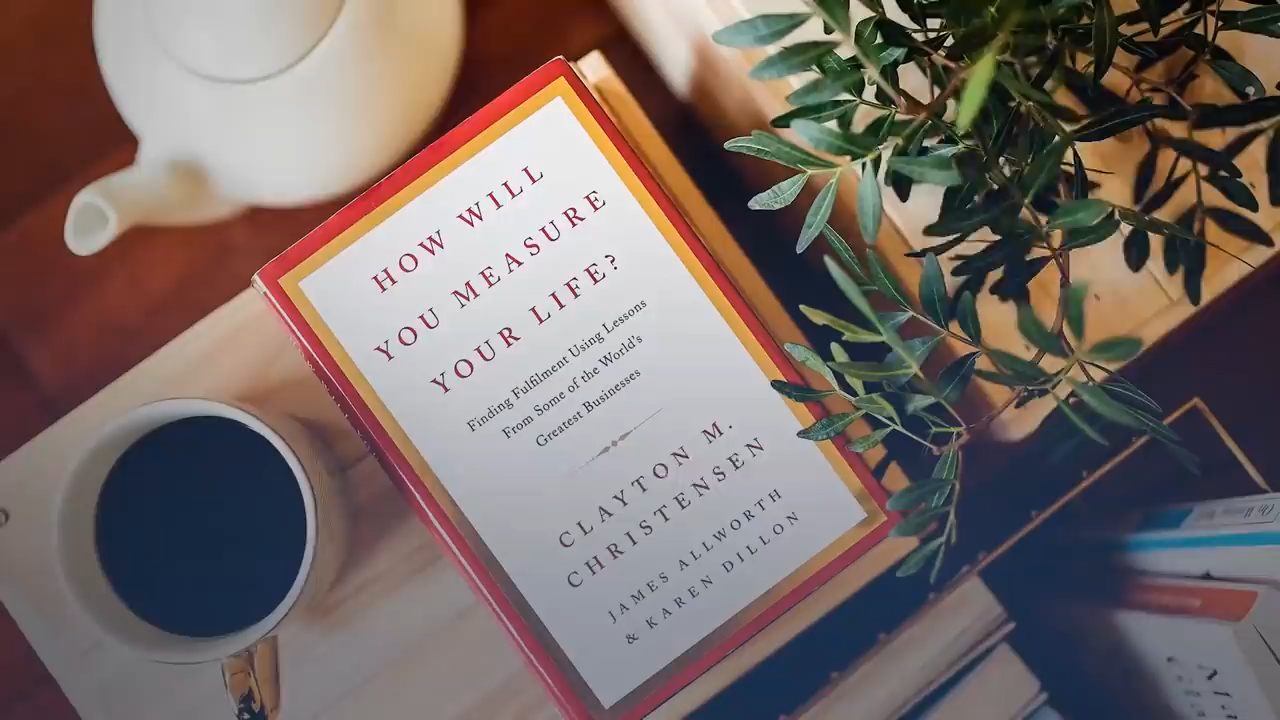 HOW WILL
YOU MEASURE
YOUR LIFE?
Finding Fulfilment Using Lessons
From Some of the World's
Greatest Businesses
CLAYTON M.
CHRISTENSEN
JAMES ALLWORTH
& KAREN DILLON